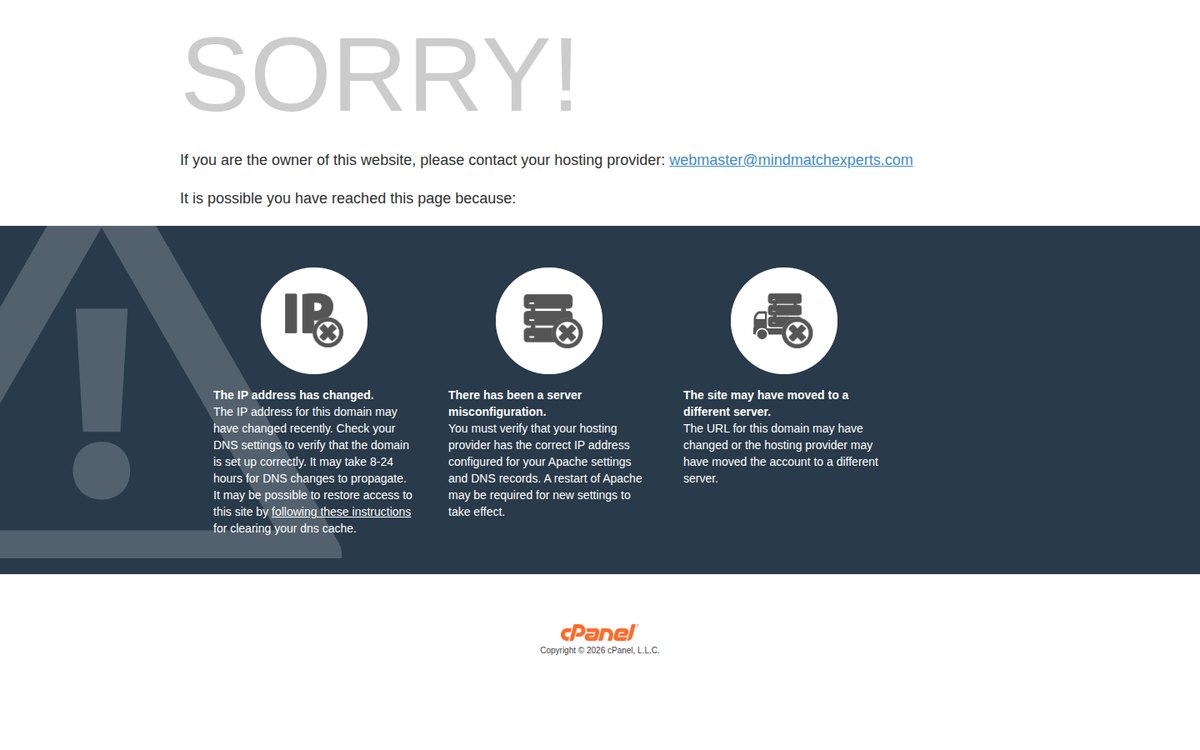 SORRY!
If you are the owner of this website, please contact your hosting provider: webmaster@mindmatchexperts.com
It is possible you have reached this page because:
IP
The IP address has changed.
The IP address for this domain may
have changed recently. Check your
DNS settings to verify that the domain
is set up correctly. It may take 8-24
hours for DNS changes to propagate.
It may be possible to restore access to
this site by following these instructions
for clearing your dns cache.
There has been a server
misconfiguration.
You must verify that your hosting
provider has the correct IP address
configured for your Apache settings
and DNS records. A restart of Apache
may be required for new settings to
take effect.
The site may have moved to a
different server.
The URL for this domain may have
changed or the hosting provider may
have moved the account to a different
server.
cPanel
Copyright © 2026 cPanel, L.L.C.